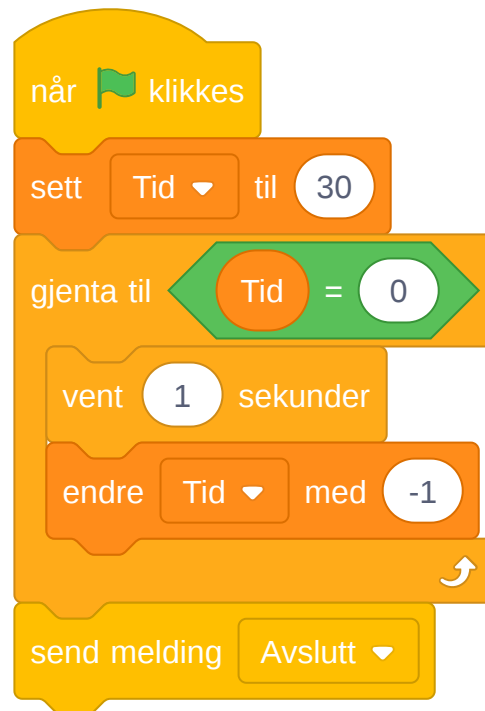 når klikkes
sett Tid til 30
gjenta til Tid = 0
vent 1 sekunder
endre Tid med -1
send melding Avslutt